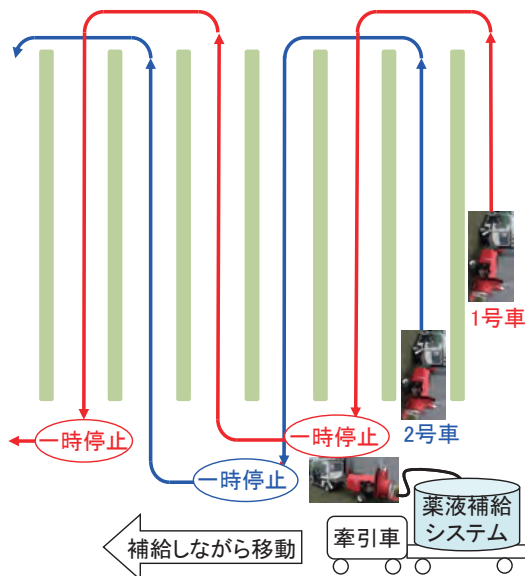 1号車
2号車
一時停止
一時停止
一時停止
薬液補給
システム
牽引車
補給しながら移動